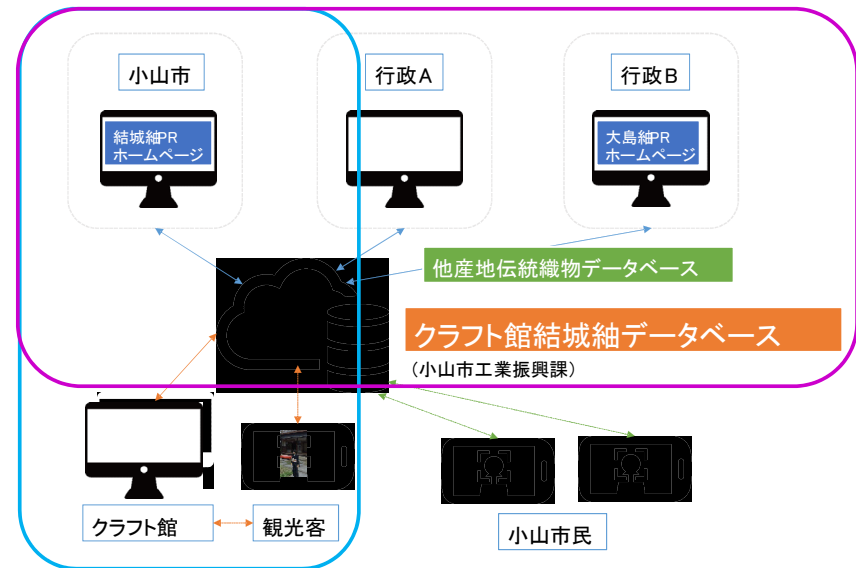 小山市
行政A
行政B
結城紬PR
ホームページ
大島紬PR
ホームページ
他産地伝統織物データベース
クラフト館結城紬データベース
(小山市工業振興課)
クラフト館
観光客
小山市民